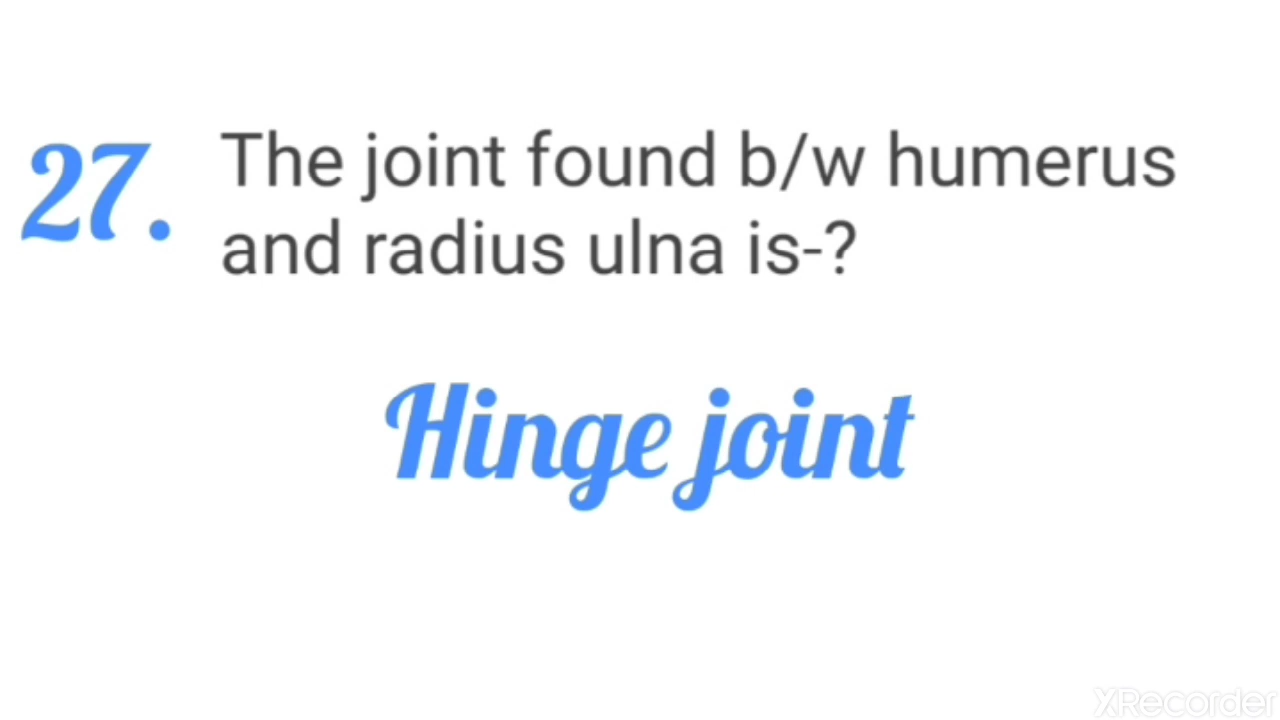 27. The joint found b/w humerus
and radius ulna is-?
Hinge joint
XRecorder